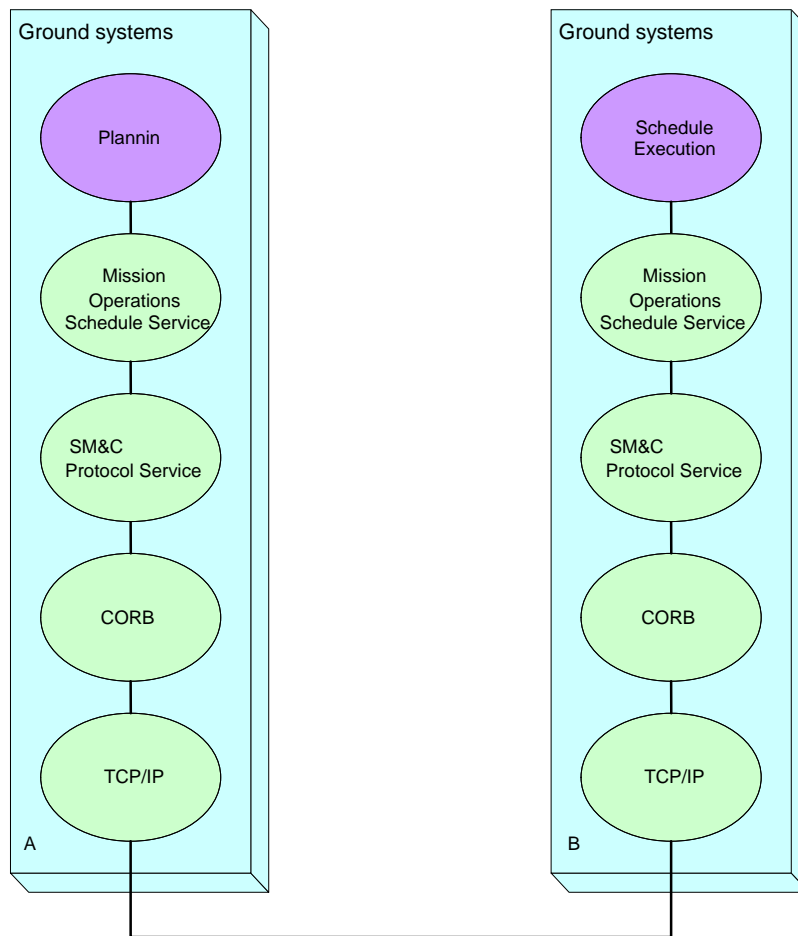 Ground systems
Plannin
Mission
Operations
Schedule Service
SM&C
Protocol Service
CORB
TCP/IP
A
Ground systems
Schedule
Execution
Mission
Operations
Schedule Service
SM&C
Protocol Service
CORB
TCP/IP
B